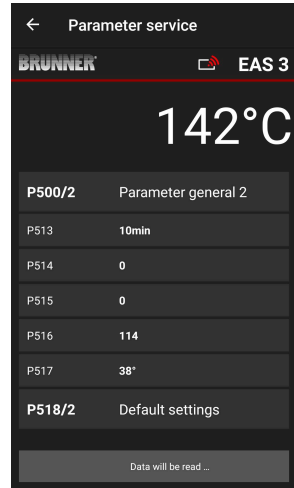 ← Parameter service
BRUNNER EAS 3
142°C
P500/2 Parameter general 2
P513 10min
P514 0
P515 0
P516 114
P517 38°
P518/2 Default settings
Data will be read ...